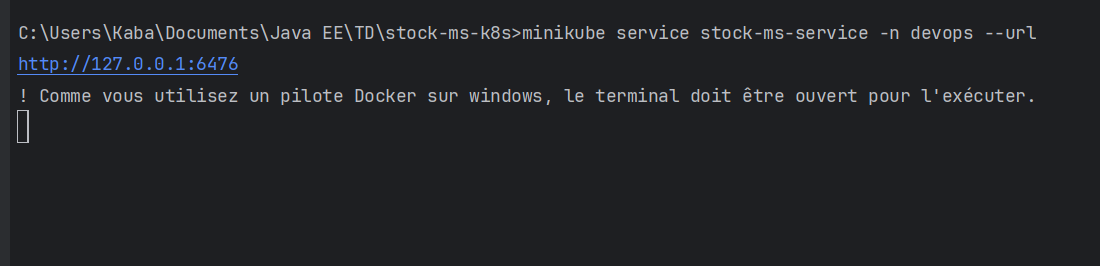 C:\Users\Kaba\Documents\Java EE\TD\stock-ms-k8s>minikube service stock-ms-service -n devops --url
http://127.0.0.1:6476
! Comme vous utilisez un pilote Docker sur windows, le terminal doit être ouvert pour l'exécuter.